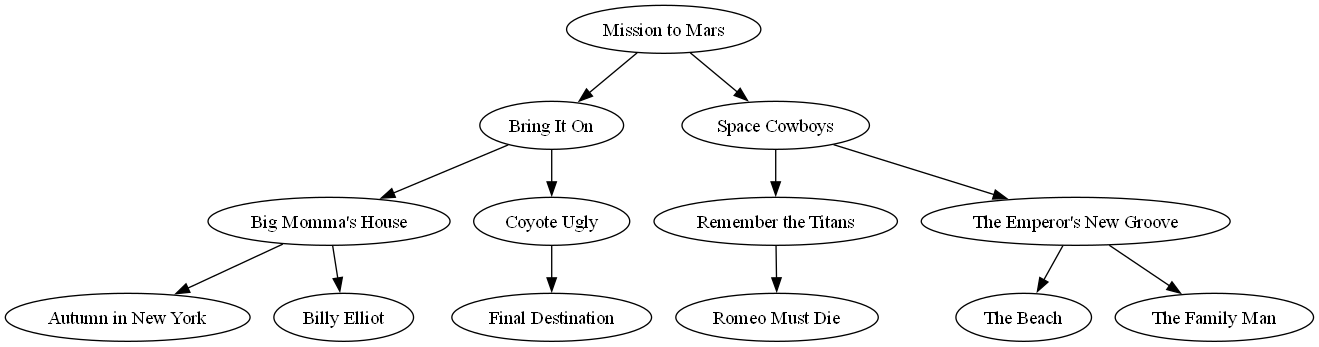 Mission to Mars
Bring It On
Space Cowboys
Big Momma's House
Coyote Ugly
Remember the Titans
The Emperor's New Groove
Autumn in New York
Billy Elliot
Final Destination
Romeo Must Die
The Beach
The Family Man